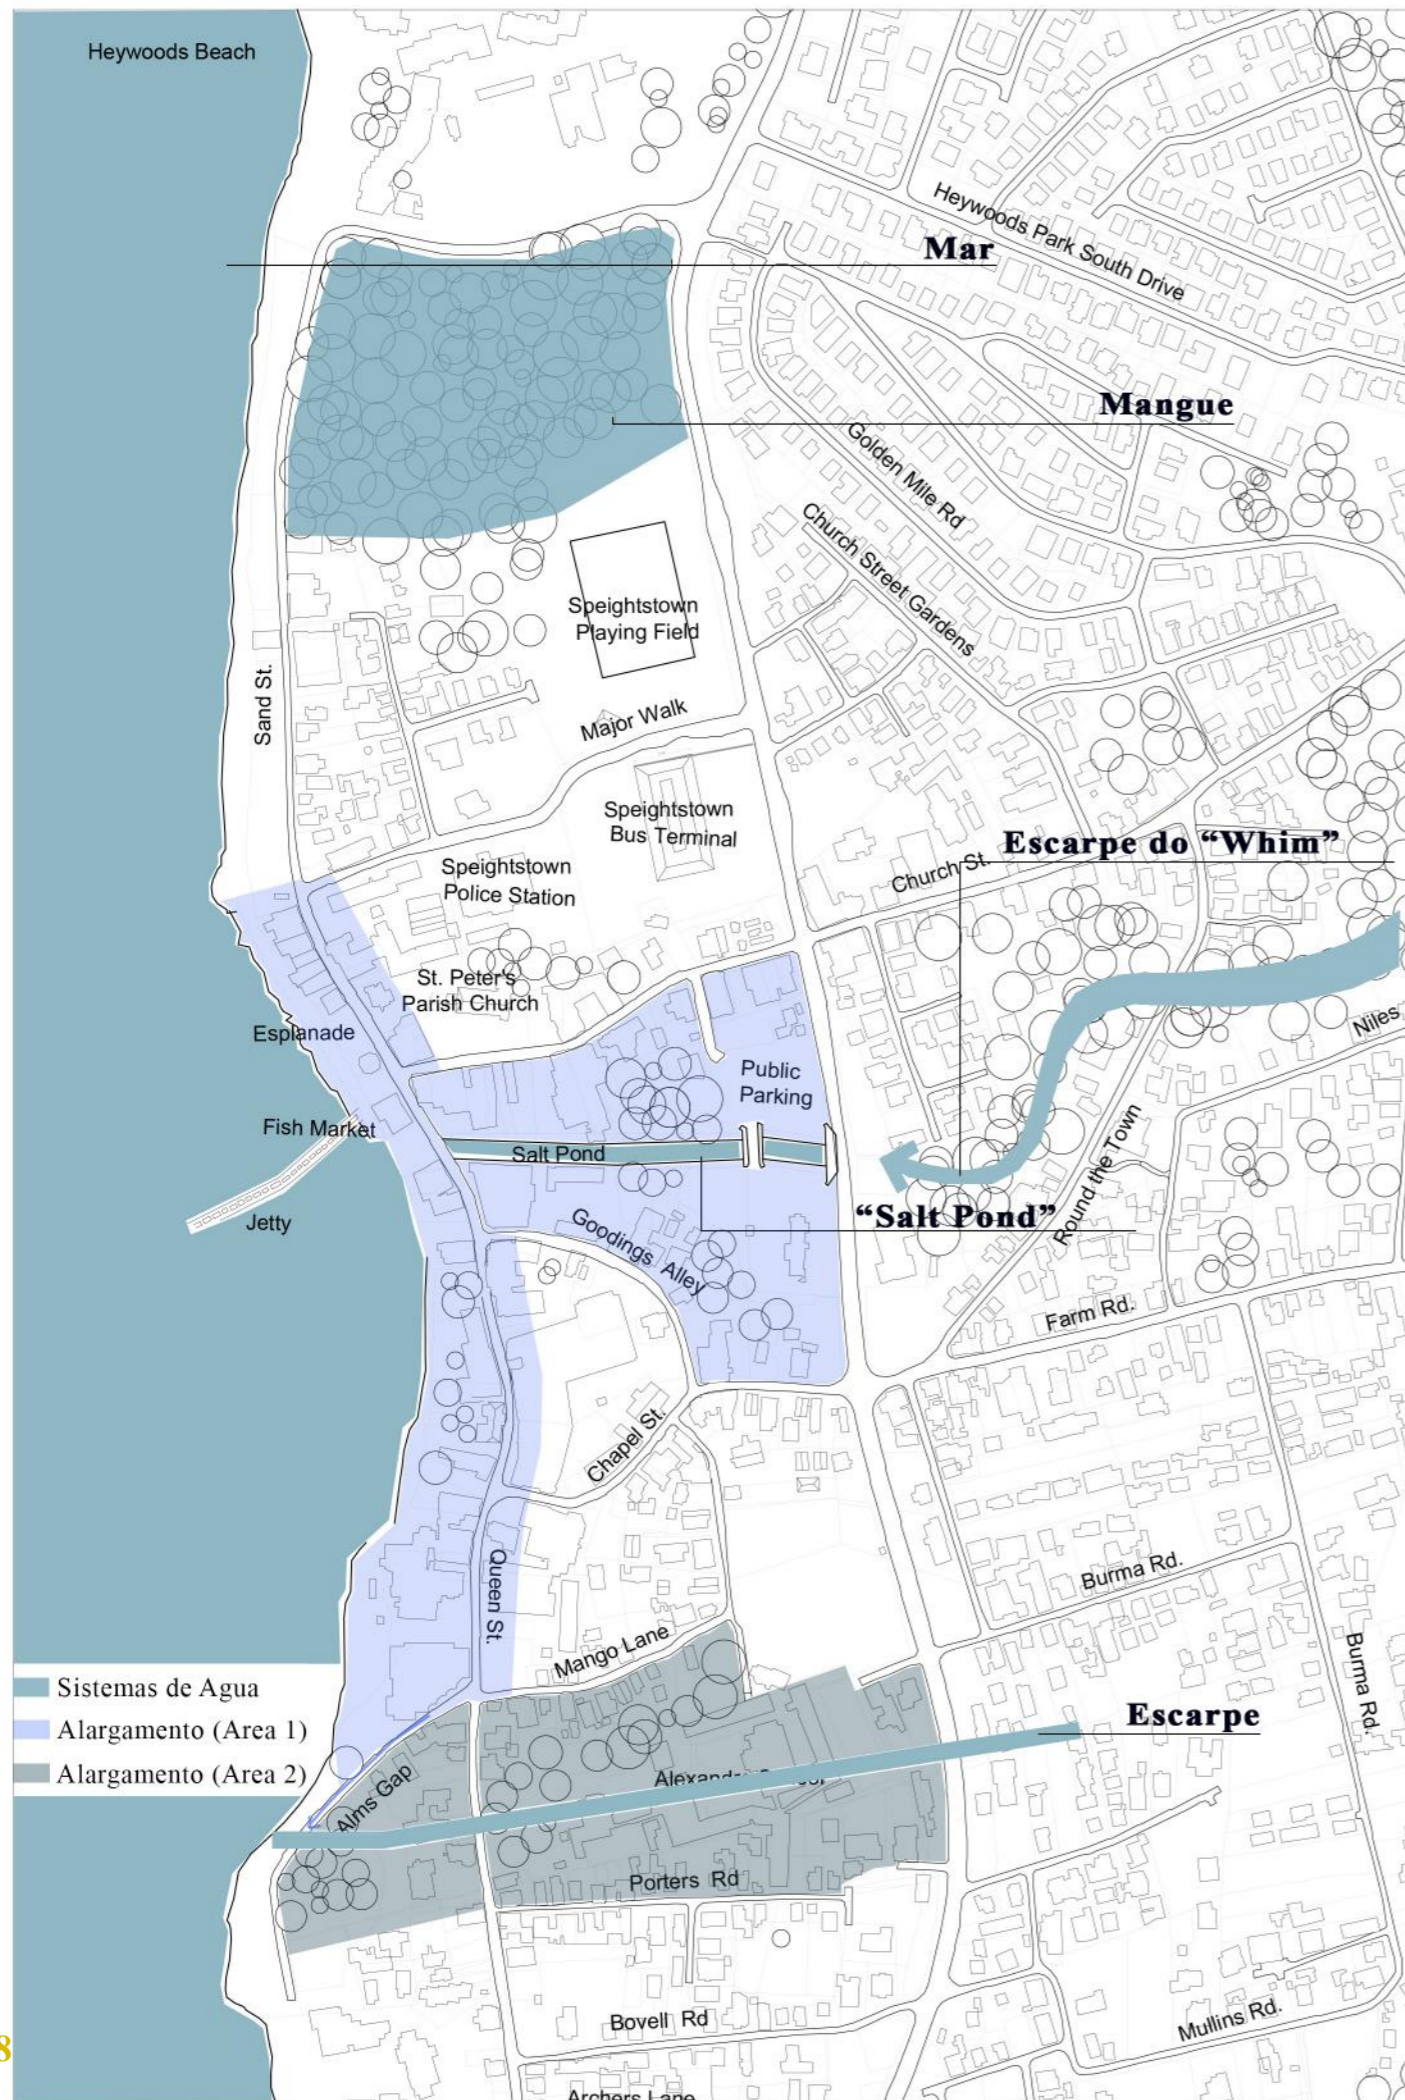 Heywoods Beach
Heywoods Park South Drive
Mar
Mangue
Golden Mile Rd
Church Street Gardens
Speightstown
Playing Field
Sand St.
Major Walk
Speightstown
Bus Terminal
Escarpe do “Whim”
Church St.
Speightstown
Police Station
St. Peter's
Parish Church
Esplanade
Niles
Public
Parking
Fish Market
Salt Pond
Round the Town
Jetty
“Salt Pond”
Goodings Alley
Farm Rd.
Chapel St.
Queen St.
Burma Rd.
Mango Lane
Burma Rd.
Sistemas de Agua
Alargamento (Area 1)
Alargamento (Area 2)
Escarpe
Alms Gap
Porters Rd
Bovell Rd
Mullins Rd.
8
Archers Lane